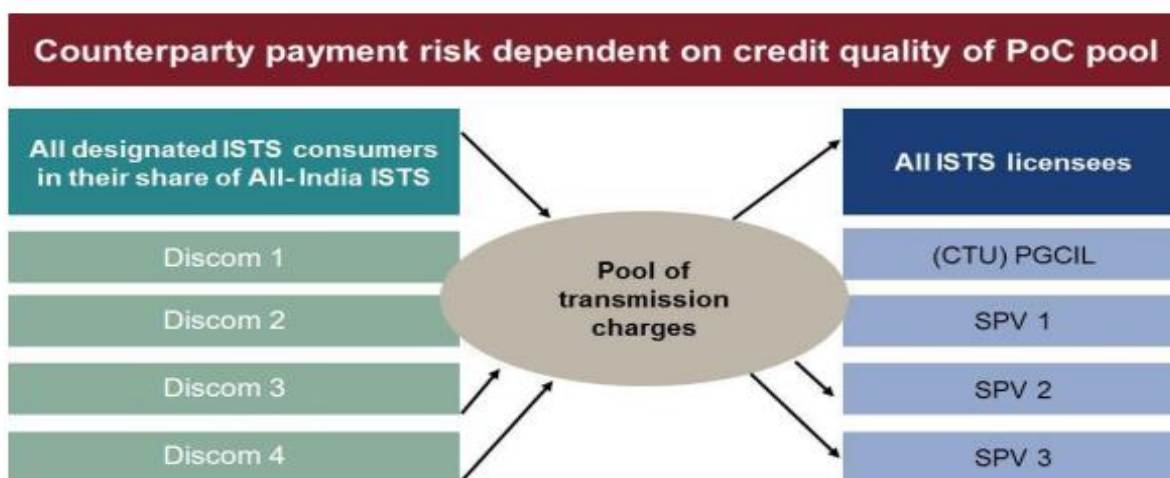 Counterparty payment risk dependent on credit quality of PoC pool
All designated ISTS consumers
in their share of All-India ISTS
Discom 1
Discom 2
Discom 3
Discom 4
Pool of
transmission
charges
All ISTS licensees
(CTU) PGCIL
SPV 1
SPV 2
SPV 3